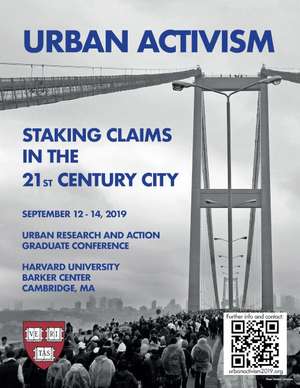 URBAN ACTIVISM
STAKING CLAIMS
IN THE
21ST CENTURY CITY
SEPTEMBER 12 - 14, 2019
URBAN RESEARCH AND ACTION
GRADUATE CONFERENCE
HARVARD UNIVERSITY
BARKER CENTER
CAMBRIDGE, MA
VE RI
TAS
Further info and contact:
urbanactivism2019.org